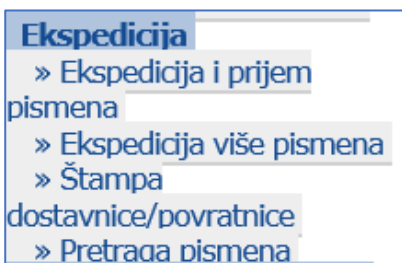 Ekspedicija
» Ekspedicija i prijem
pismena
» Ekspedicija više pismena
» Štampa
dostavnice/povratnice
» Pretraga pismena